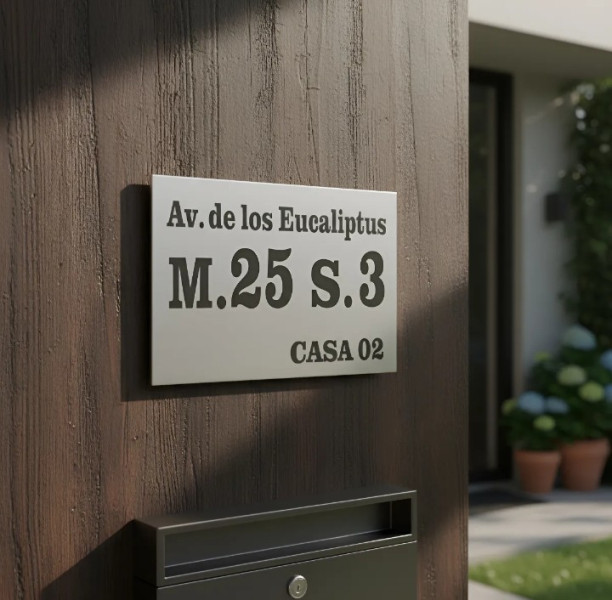 Av. de los Eucaliptus
M.25 S.3
CASA 02